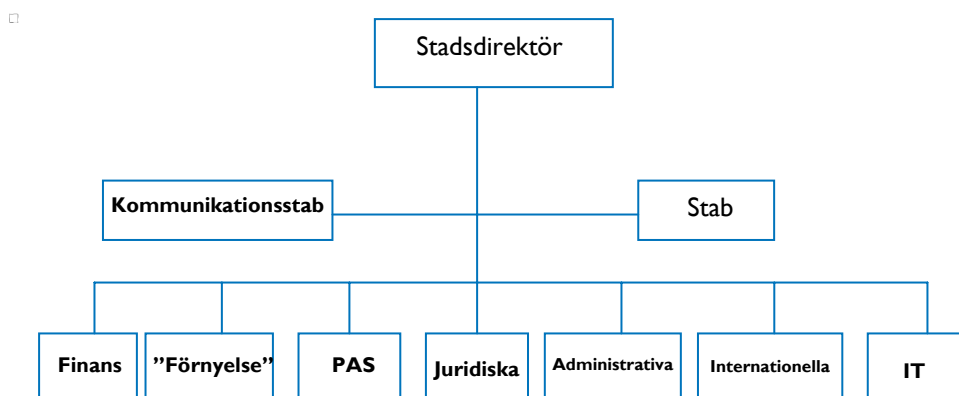 Stadsdirektör
Kommunikationsstab
Stab
Finans
”Förnyelse”
PAS
Juridiska
Administrativa
Internationella
IT